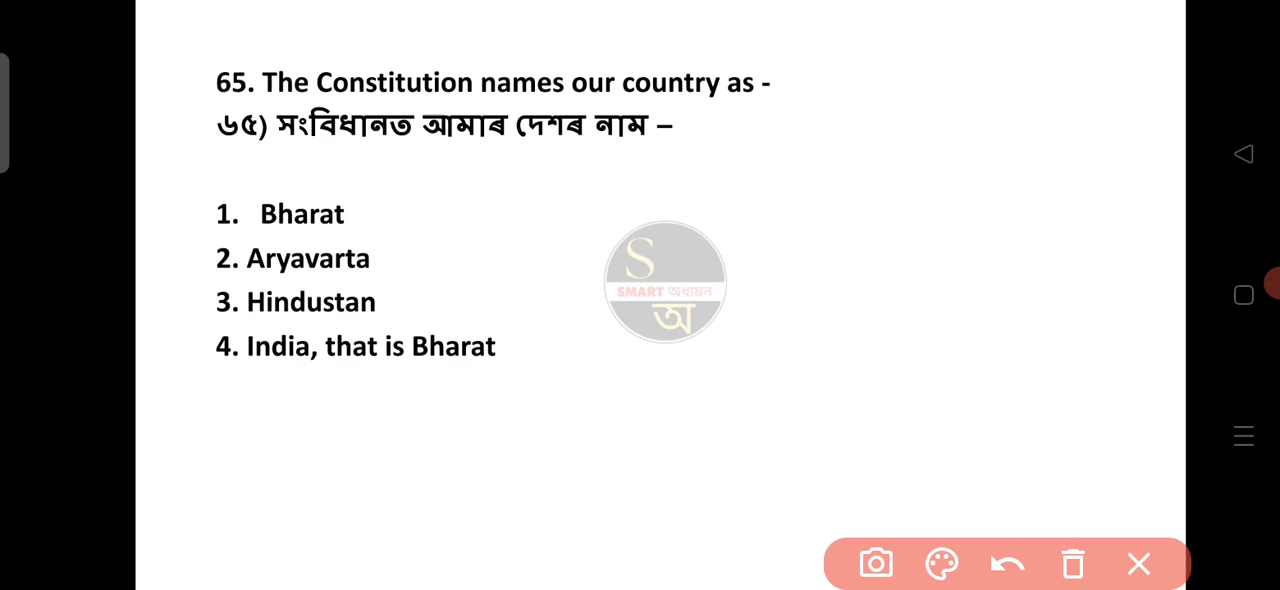 65. The Constitution names our country as -
৬৫) সংবিধানত আমাৰ দেশৰ নাম –
1. Bharat
2. Aryavarta
S
SMART অধ্যয়ন
অ
3. Hindustan
4. India, that is Bharat